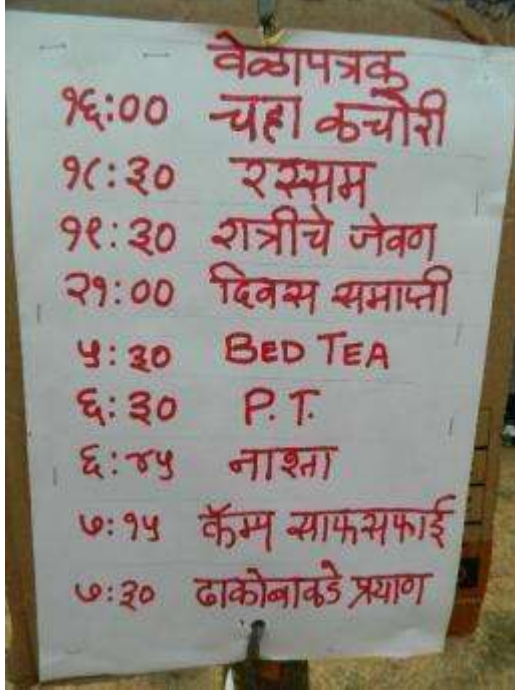 वेळापत्रक
१६:०० चहा कचोरी
१८:३० रस्सम
१९:३० रात्रीचे जेवण
२१:०० दिवस समाप्ती
५:३० BED TEA
६:३० P.T.
६:४५ नाश्ता
७:१५ कॅम्प साफसफाई
७:३० ढाकोबाकडे प्रयाण